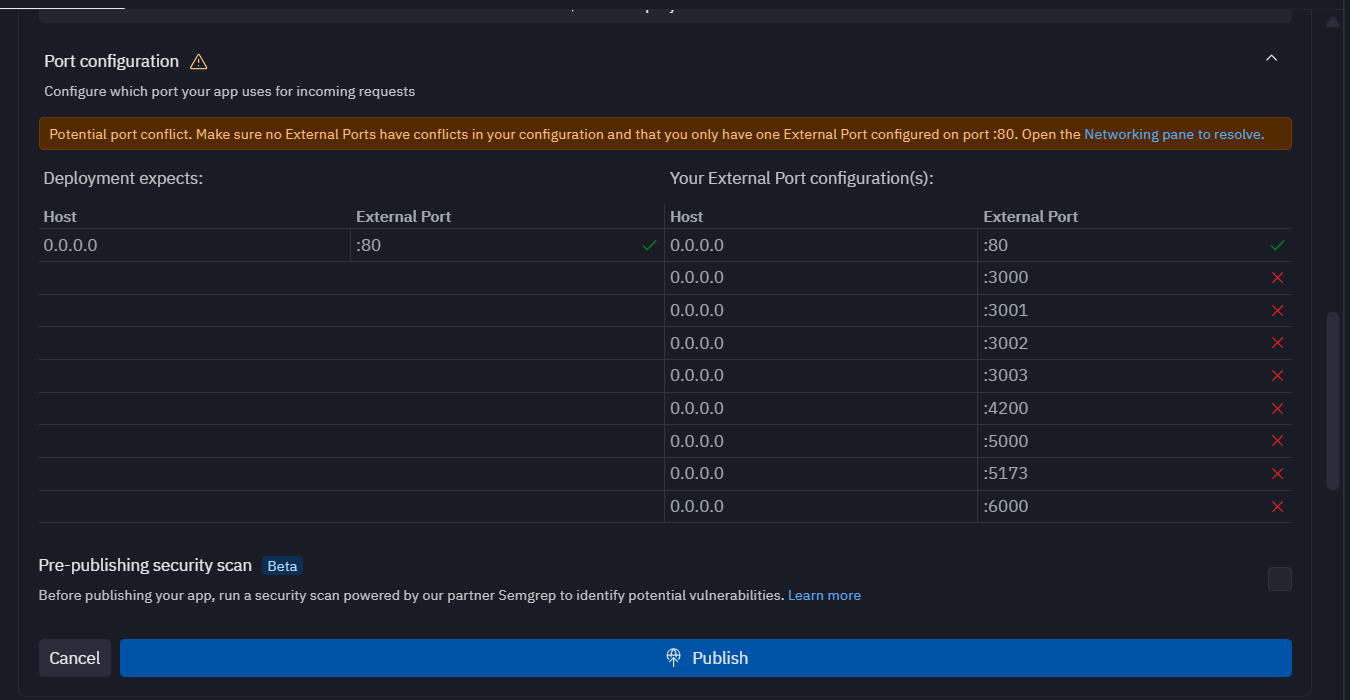 Port configuration
Configure which port your app uses for incoming requests
Potential port conflict. Make sure no External Ports have conflicts in your configuration and that you only have one External Port configured on port :80. Open the Networking pane to resolve.
Deployment expects: Your External Port configuration(s):
Host External Port Host External Port
0.0.0.0 :80 0.0.0.0 :80
0.0.0.0 :3000
0.0.0.0 :3001
0.0.0.0 :3002
0.0.0.0 :3003
0.0.0.0 :4200
0.0.0.0 :5000
0.0.0.0 :5173
0.0.0.0 :6000
Pre-publishing security scan Beta
Before publishing your app, run a security scan powered by our partner Semgrep to identify potential vulnerabilities. Learn more
Cancel Publish